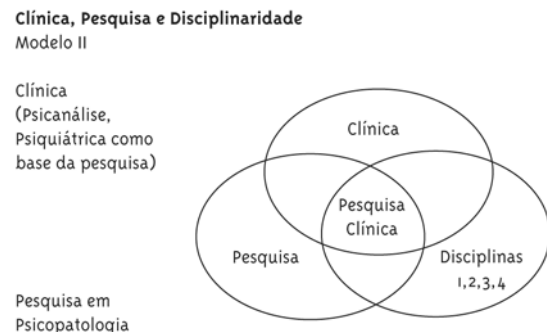 Clínica, Pesquisa e Disciplinaridade
Modelo II
Clínica
(Psicanálise,
Psiquiátrica como
base da pesquisa)
Clínica
Pesquisa
Clínica
Pesquisa
Disciplinas
1,2,3,4
Pesquisa em
Psicopatologia